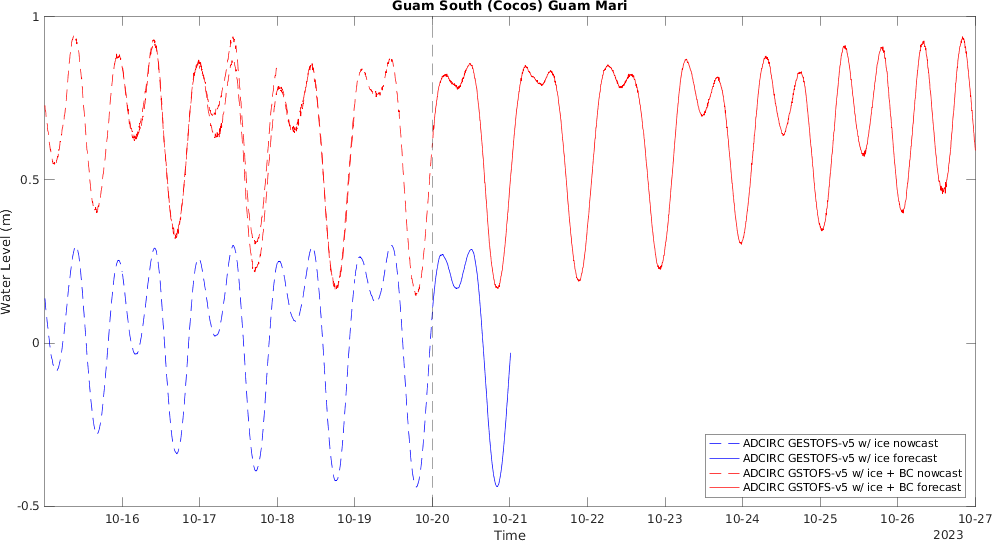 Guam South (Cocos) Guam Mari
1
0.5
0
-0.5
Water Level (m)
ADCIRC GESTOFS-v5 w/ ice nowcast
ADCIRC GESTOFS-v5 w/ ice forecast
ADCIRC GSTOFS-v5 w/ ice + BC nowcast
ADCIRC GSTOFS-v5 w/ ice + BC forecast
10-16 10-17 10-18 10-19 10-20 10-21 10-22 10-23 10-24 10-25 10-26 10-27
Time
2023